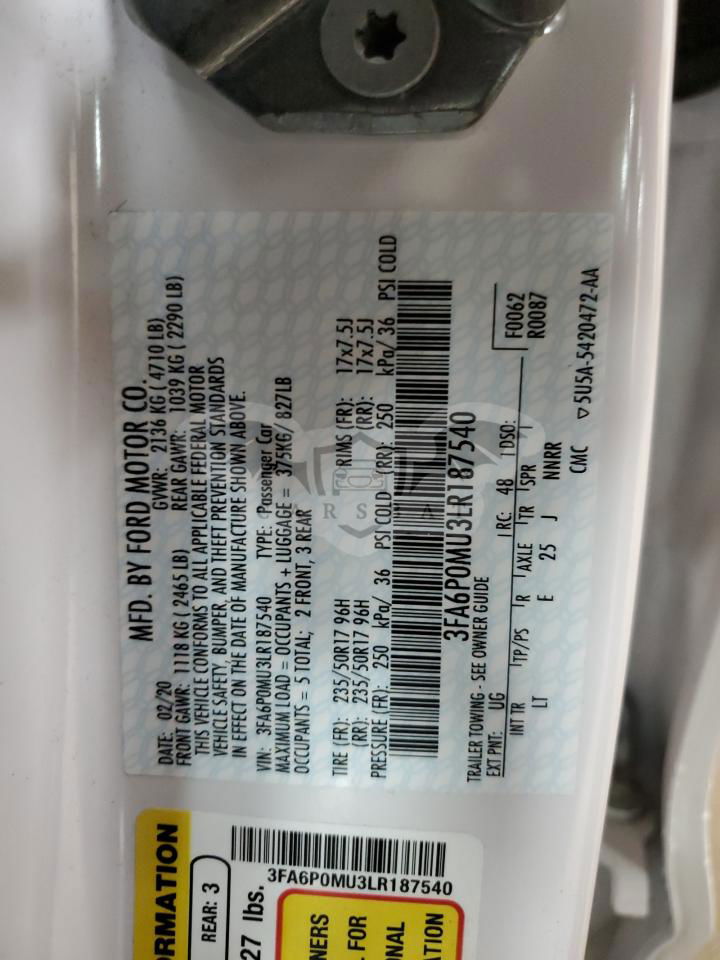 MFD. BY FORD MOTOR CO.
DATE: 02/20 GVWR: 2136 KG ( 4710 LB)
FRONT GAWR: 1118 KG ( 2465 LB) REAR GAWR: 1039 KG ( 2290 LB)
THIS VEHICLE CONFORMS TO ALL APPLICABLE FEDERAL MOTOR
VEHICLE SAFETY, BUMPER, AND THEFT PREVENTION STANDARDS
IN EFFECT ON THE DATE OF MANUFACTURE SHOWN ABOVE.
VIN: 3FA6P0MU3LR187540 TYPE: Passenger Car
MAXIMUM LOAD = OCCUPANTS + LUGGAGE = 375KG/ 827LB
OCCUPANTS = 5 TOTAL; 2 FRONT, 3 REAR
TIRE (FR): 235/50R17 96H RIMS (FR): 17x7.5J
(RR): 235/50R17 96H (RR): 17x7.5J
PRESSURE (FR): 250 kPa/ 36 PSI COLD (RR): 250 kPa/ 36 PSI COLD
3FA6P0MU3LR187540
TRAILER TOWING - SEE OWNER GUIDE
F0062
EXT PNT: UG RC: 48 DSO: R0087
INT TR TP/PS R AXLE TR SPR
LT E 25 J NNRR
CMC ▽5U5A-5420472-AA
ORMATION
REAR: 3
27 lbs.
3FA6P0MU3LR187540
NERS
FOR
ONAL
ATION